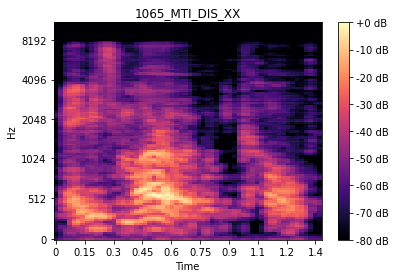 1065_MTI_DIS_XX
8192
4096
2048
1024
512
0
Hz
0 0.15 0.3 0.45 0.6 0.75 0.9 1.1 1.2 1.4
Time
+0 dB
-10 dB
-20 dB
-30 dB
-40 dB
-50 dB
-60 dB
-70 dB
-80 dB